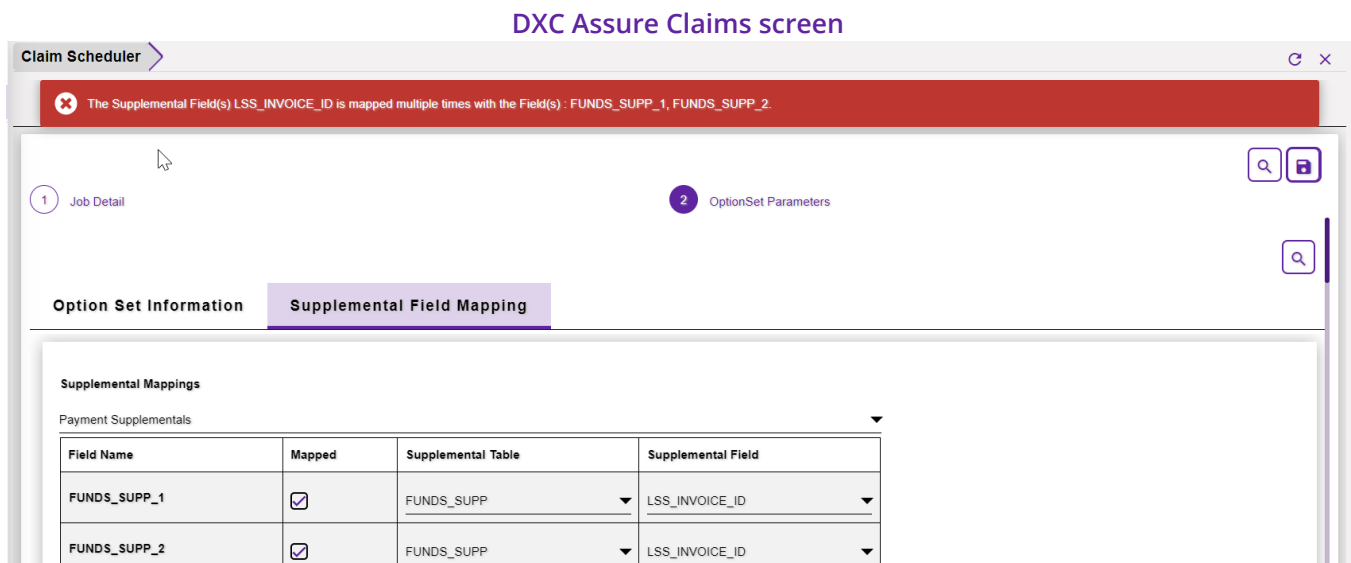 DXC Assure Claims screen
Claim Scheduler
The Supplemental Field(s) LSS_INVOICE_ID is mapped multiple times with the Field(s) : FUNDS_SUPP_1, FUNDS_SUPP_2.
1 Job Detail 2 OptionSet Parameters
Option Set Information Supplemental Field Mapping
Supplemental Mappings
Payment Supplementals
Field Name Mapped Supplemental Table Supplemental Field
FUNDS_SUPP_1 FUNDS_SUPP LSS_INVOICE_ID
FUNDS_SUPP_2 FUNDS_SUPP LSS_INVOICE_ID